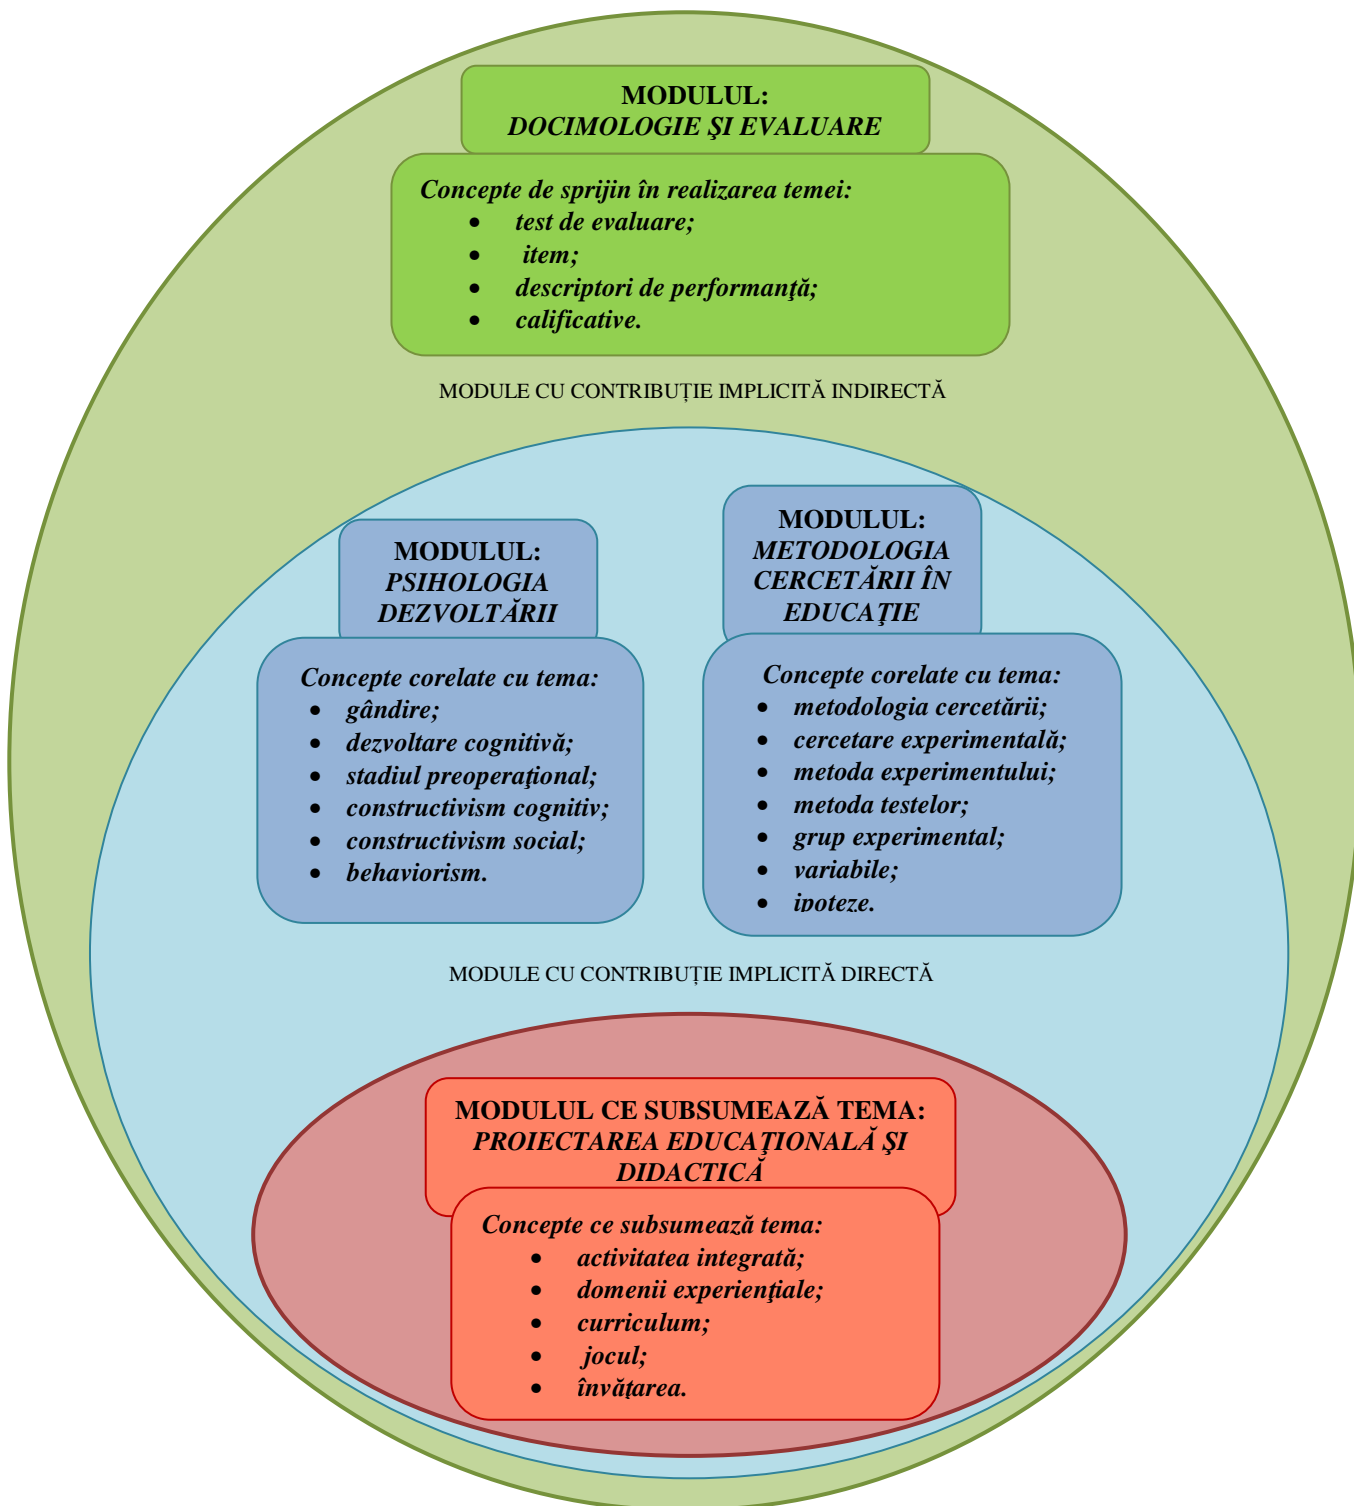 MODULUL:
DOCIMOLOGIE ŞI EVALUARE
Concepte de sprijin în realizarea temei:
• test de evaluare;
• item;
• descriptori de performanţă;
• calificative.
MODULE CU CONTRIBUȚIE IMPLICITĂ INDIRECTĂ
MODULUL:
PSIHOLOGIA
DEZVOLTĂRII
Concepte corelate cu tema:
• gândire;
• dezvoltare cognitivă;
• stadiul preoperaţional;
• constructivism cognitiv;
• constructivism social;
• behaviorism.
MODULUL:
METODOLOGIA
CERCETĂRII ÎN
EDUCAŢIE
Concepte corelate cu tema:
• metodologia cercetării;
• cercetare experimentală;
• metoda experimentului;
• metoda testelor;
• grup experimental;
• variabile;
• ipoteze.
MODULE CU CONTRIBUȚIE IMPLICITĂ DIRECTĂ
MODULUL CE SUBSUMEAZĂ TEMA:
PROIECTAREA EDUCAŢIONALĂ ŞI
DIDACTICĂ
Concepte ce subsumează tema:
• activitatea integrată;
• domenii experienţiale;
• curriculum;
• jocul;
• învăţarea.